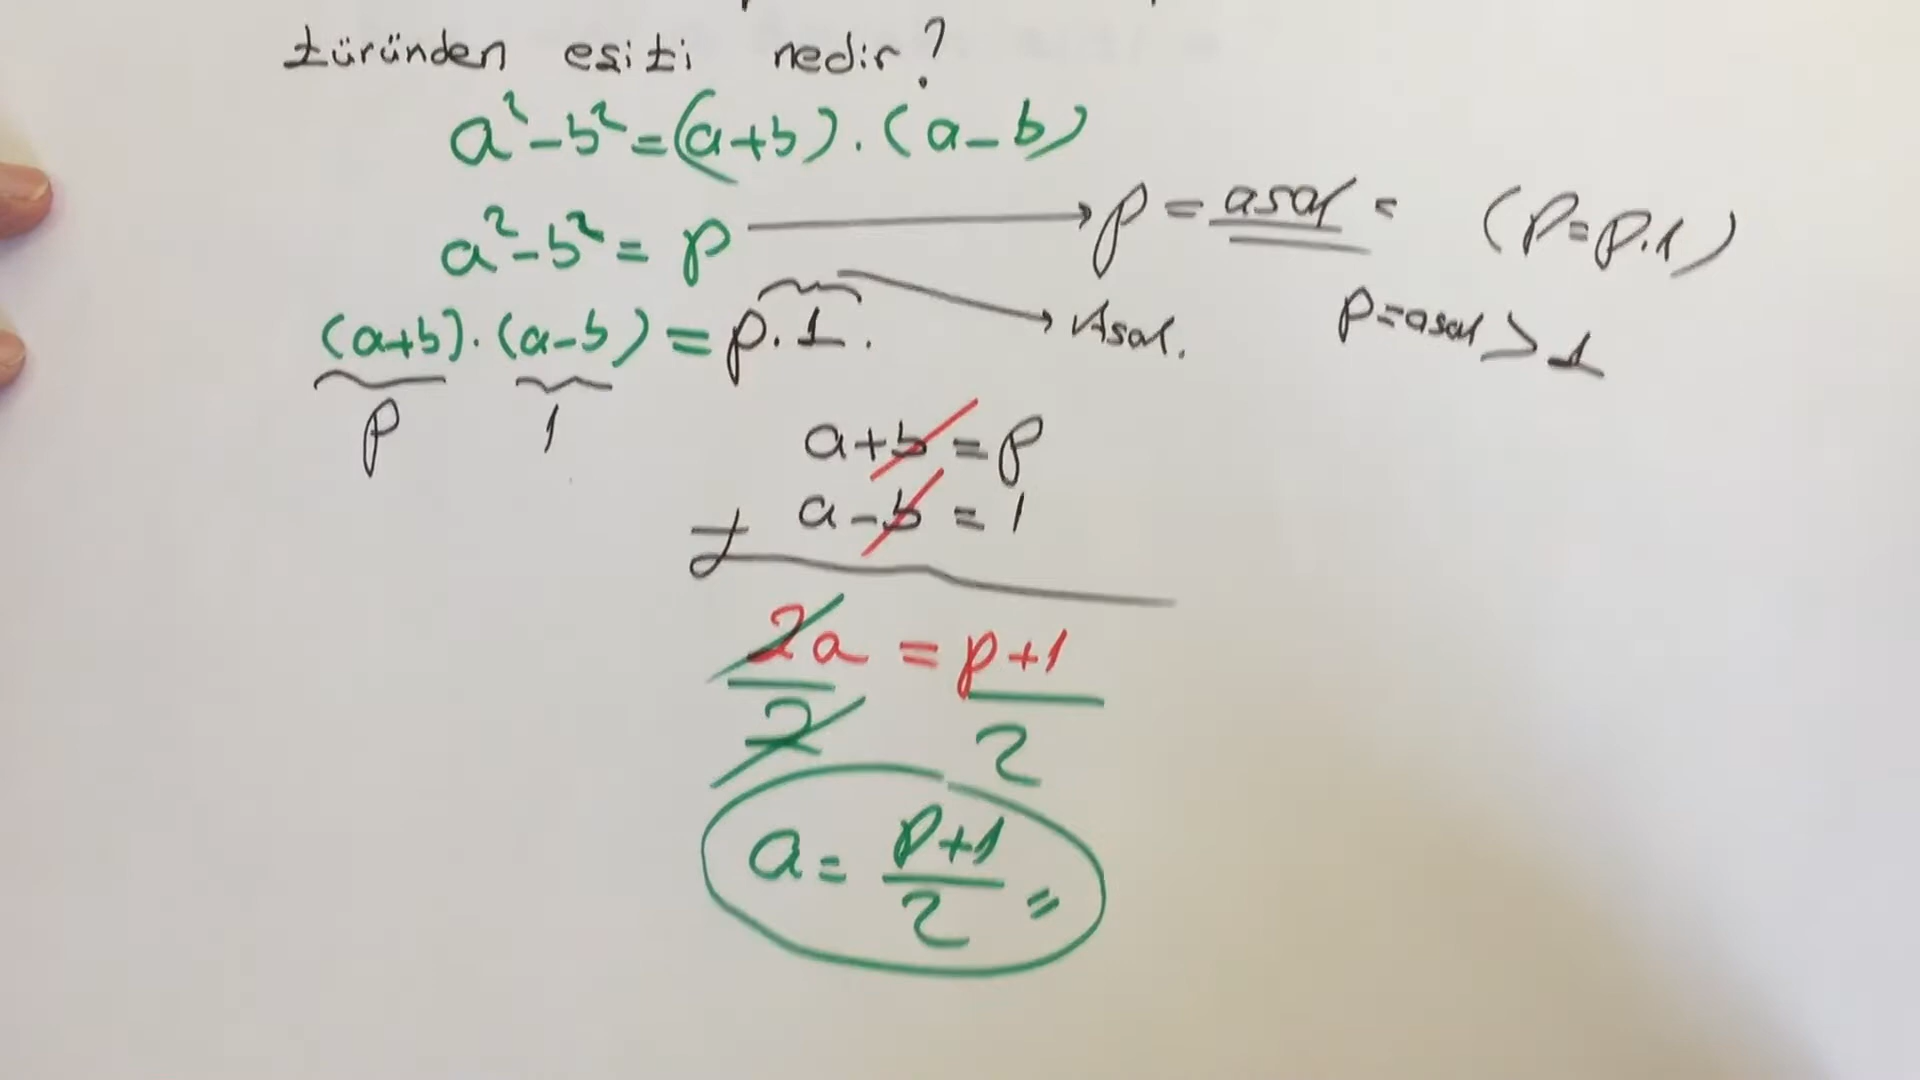 türünden eşiti nedir?
a² - b² = (a+b) . (a-b)
a² - b² = p → p = asal = (P = p.1)
(a+b) . (a-b) = p . 1 . → Asal. p = asal > 1
p 1
a+b = p
+ a-b = 1
2a = p+1
2 2
a = p+1 =
2